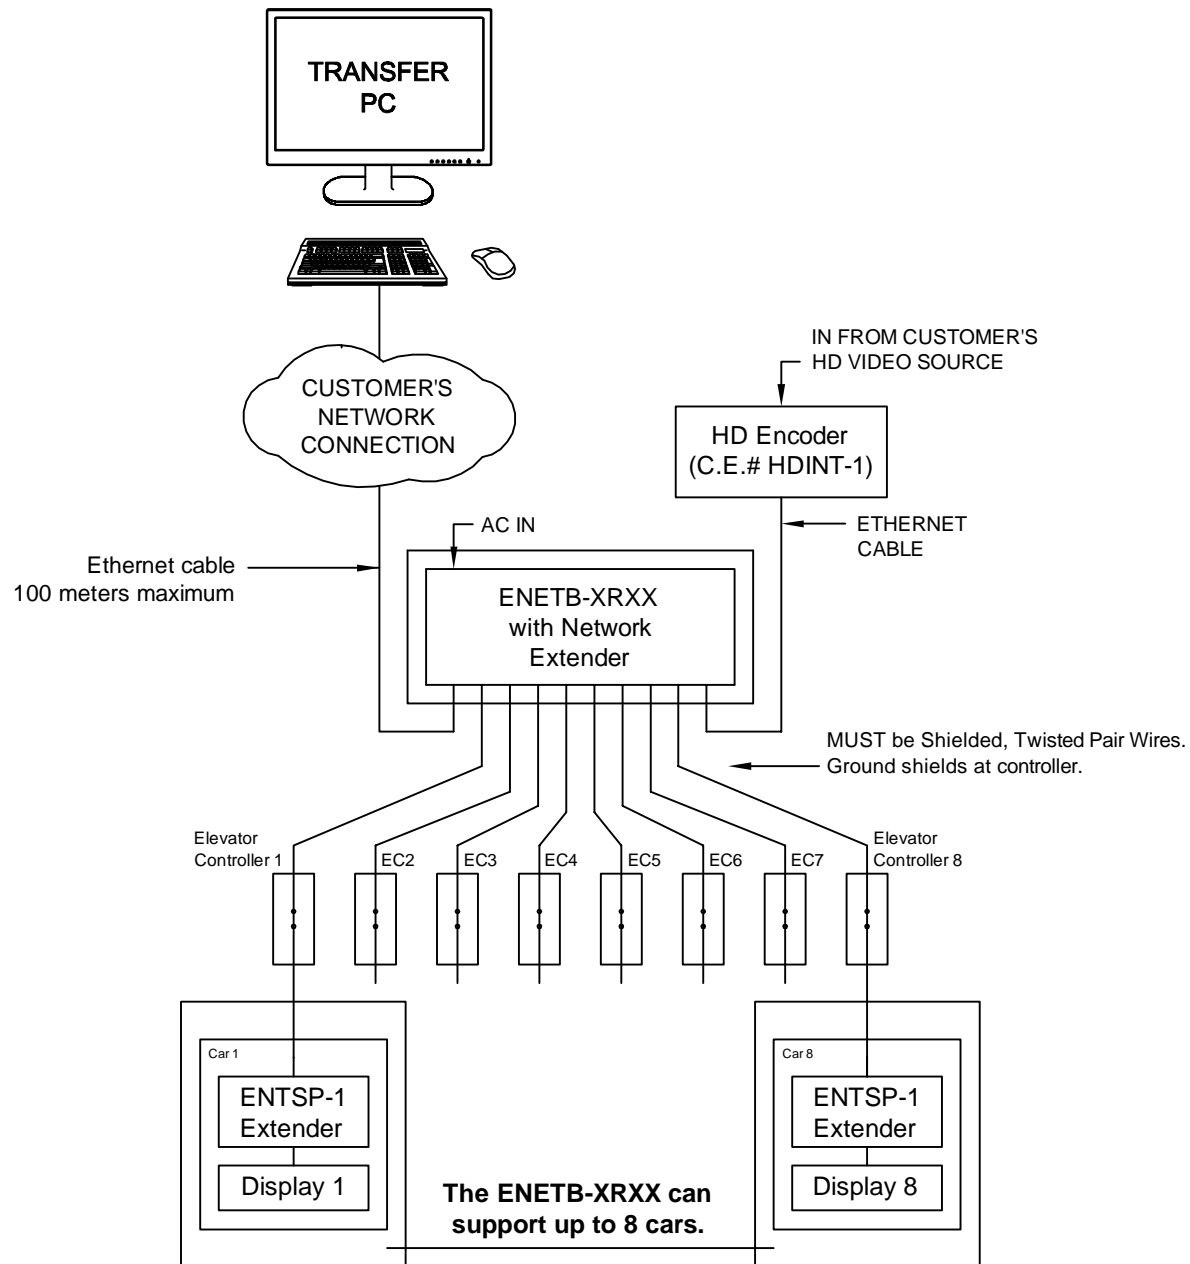 TRANSFER
PC
IN FROM CUSTOMER'S
HD VIDEO SOURCE
CUSTOMER'S
NETWORK
CONNECTION
HD Encoder
(C.E.# HDINT-1)
AC IN
ETHERNET
CABLE
Ethernet cable
100 meters maximum
ENETB-XRXX
with Network
Extender
MUST be Shielded, Twisted Pair Wires.
Ground shields at controller.
Elevator
Controller 1
EC2
EC3
EC4
EC5
EC6
EC7
Elevator
Controller 8
Car 1
ENTSP-1
Extender
Display 1
Car 8
ENTSP-1
Extender
Display 8
The ENETB-XRXX can
support up to 8 cars.